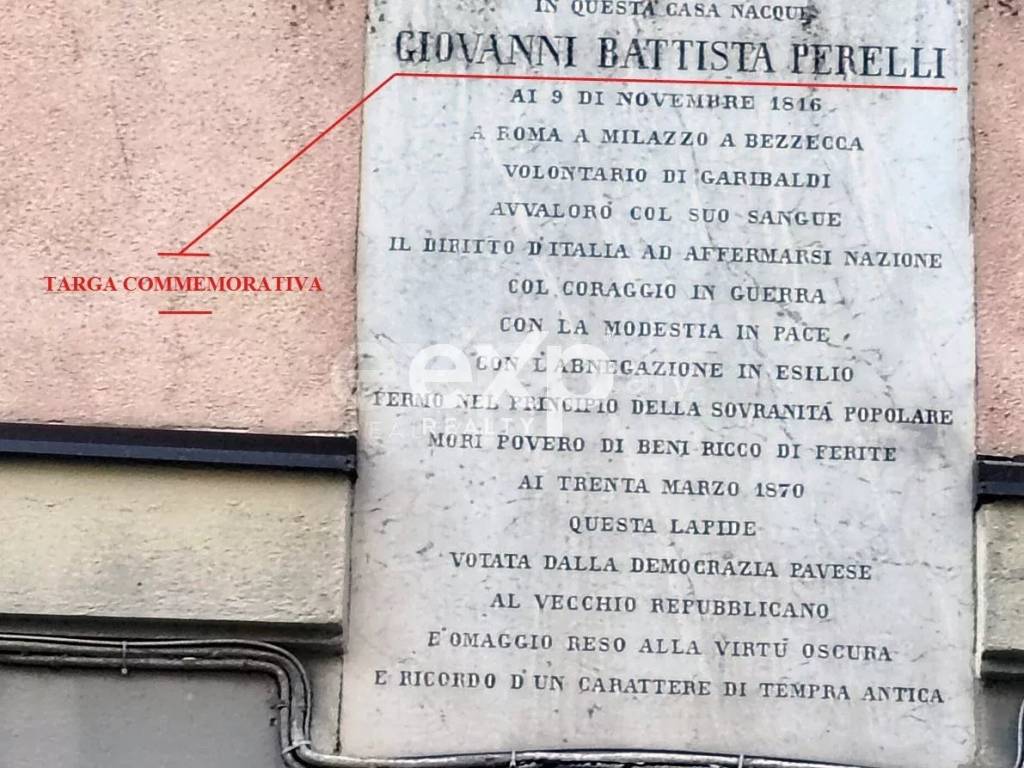 IN QUESTA CASA NACQUE
GIOVANNI BATTISTA PERELLI
AI 9 DI NOVEMBRE 1816
A ROMA A MILAZZO A BEZZECCA
VOLONTARIO DI GARIBALDI
AVVALORÒ COL SUO SANGUE
IL DIRITTO D'ITALIA AD AFFERMARSI NAZIONE
COL CORAGGIO IN GUERRA
CON LA MODESTIA IN PACE
CON L'ABNEGAZIONE IN ESILIO
FERMO NEL PRINCIPIO DELLA SOVRANITÁ POPOLARE
MORÌ POVERO DI BENI RICCO DI FERITE
AI TRENTA MARZO 1870
QUESTA LAPIDE
VOTATA DALLA DEMOCRAZIA PAVESE
AL VECCHIO REPUBBLICANO
E' OMAGGIO RESO ALLA VIRTÙ OSCURA
E RICORDO D'UN CARATTERE DI TEMPRA ANTICA
TARGA COMMEMORATIVA
exp
REALTY